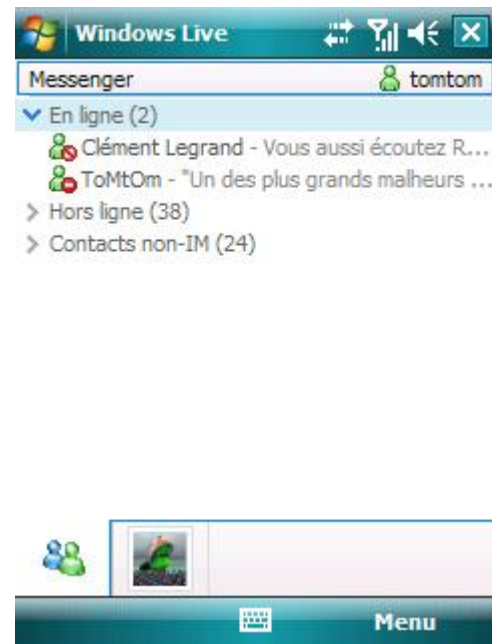 Windows Live
Messenger tomtom
En ligne (2)
Clément Legrand - Vous aussi écoutez R...
ToMtOm - "Un des plus grands malheurs ...
Hors ligne (38)
Contacts non-IM (24)
Menu